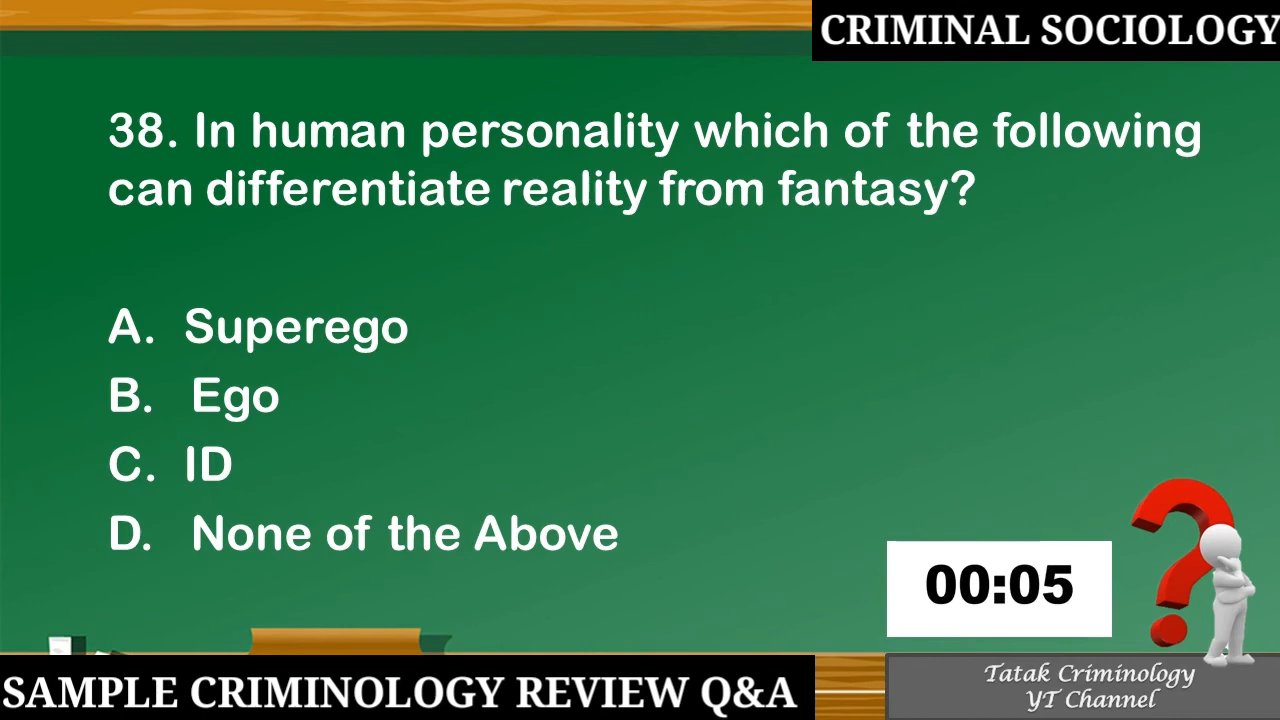 CRIMINAL SOCIOLOGY
38. In human personality which of the following
can differentiate reality from fantasy?
A. Superego
B. Ego
C. ID
D. None of the Above
00:05
SAMPLE CRIMINOLOGY REVIEW Q&A
Tatak Criminology
YT Channel